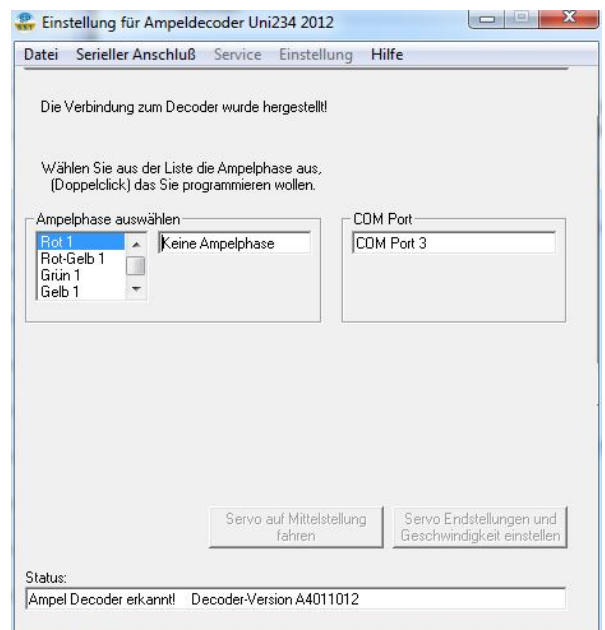 Einstellung für Ampeldecoder Uni234 2012
Datei Serieller Anschluß Service Einstellung Hilfe
Die Verbindung zum Decoder wurde hergestellt!
Wählen Sie aus der Liste die Ampelphase aus,
(Doppelclick) das Sie programmieren wollen.
Ampelphase auswählen
Rot 1
Rot-Gelb 1
Grün 1
Gelb 1
Keine Ampelphase
COM Port
COM Port 3
Servo auf Mittelstellung
fahren
Servo Endstellungen und
Geschwindigkeit einstellen
Status:
Ampel Decoder erkannt! Decoder-Version A4011012